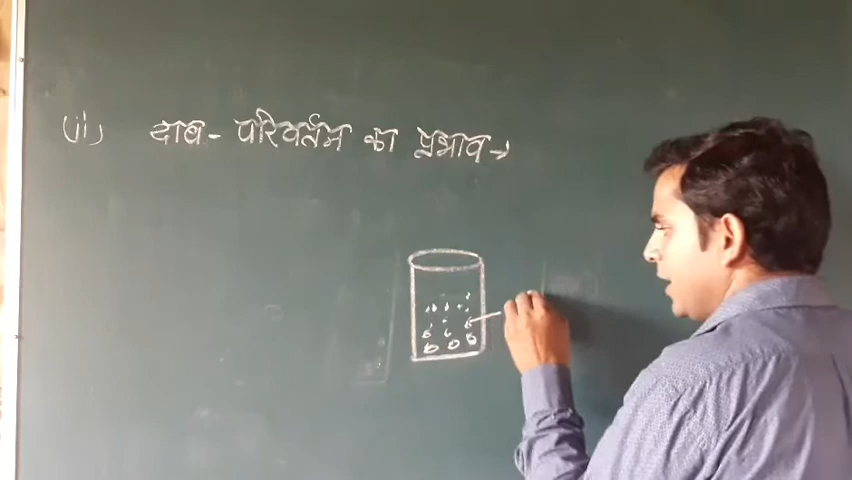 (ii) दाब - परिवर्तन का प्रभाव →